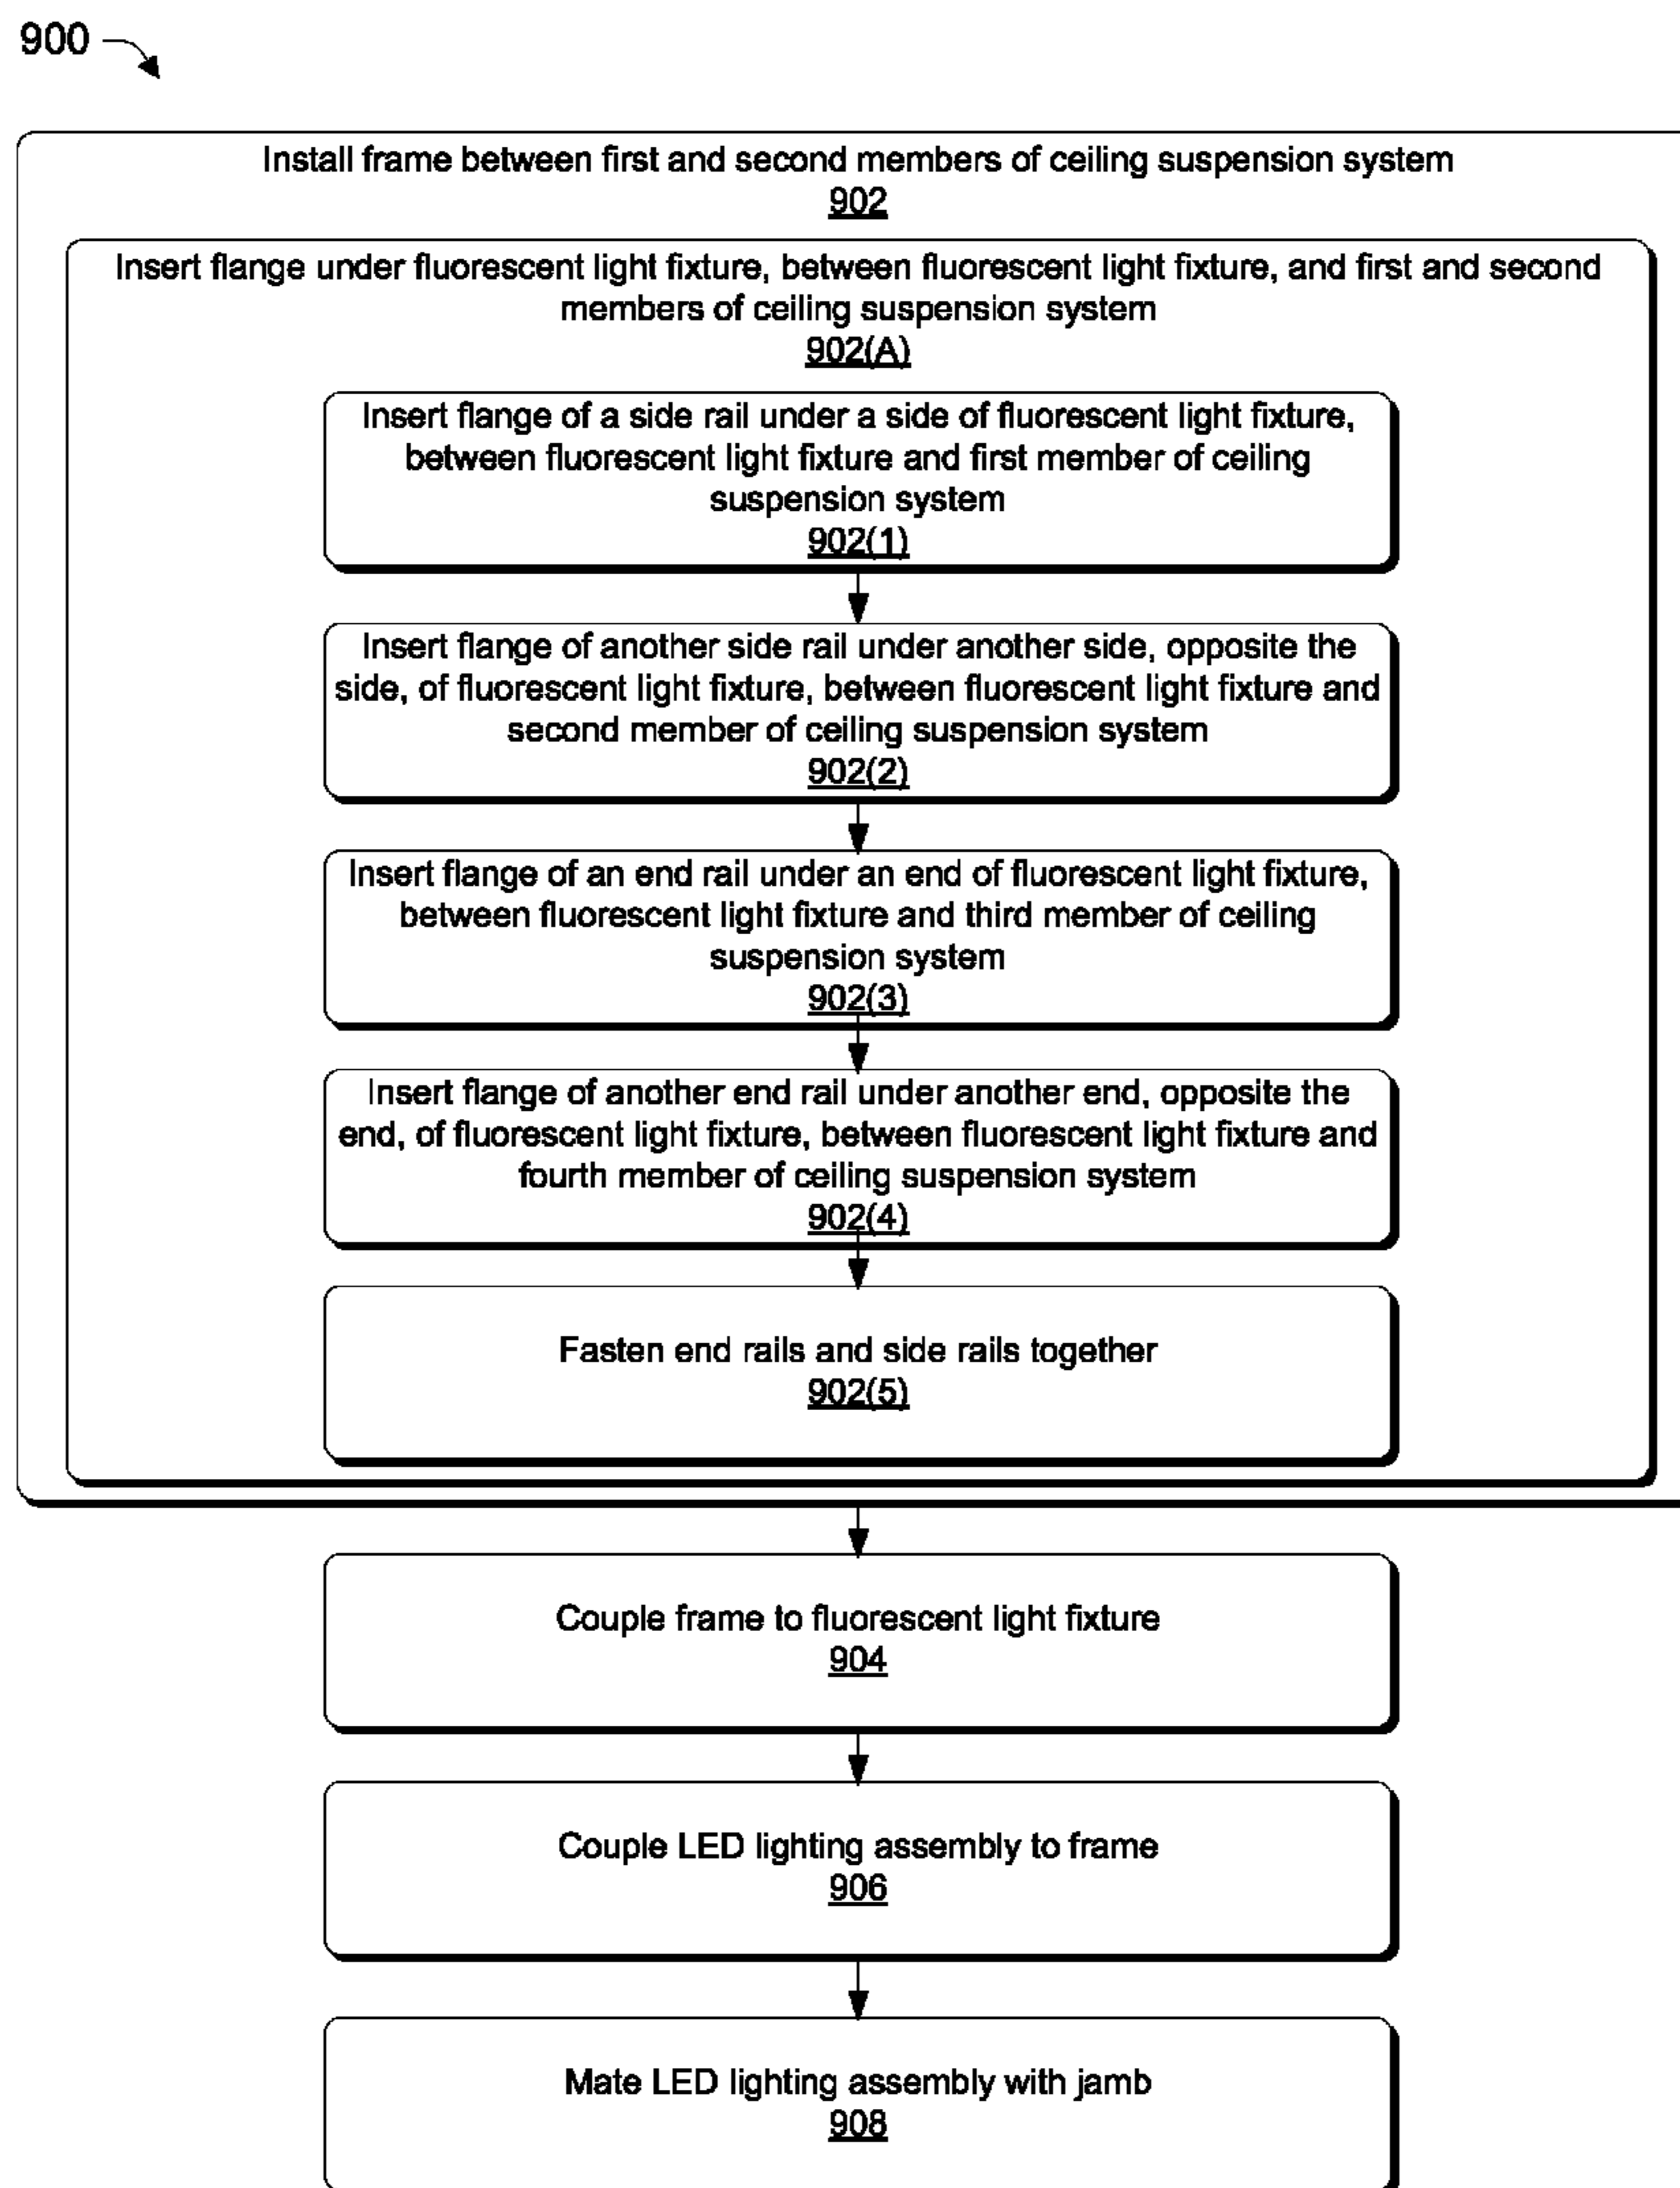 900
Install frame between first and second members of ceiling suspension system
902
Insert flange under fluorescent light fixture, between fluorescent light fixture, and first and second
members of ceiling suspension system
902(A)
Insert flange of a side rail under a side of fluorescent light fixture,
between fluorescent light fixture and first member of ceiling
suspension system
902(1)
Insert flange of another side rail under another side, opposite the
side, of fluorescent light fixture, between fluorescent light fixture and
second member of ceiling suspension system
902(2)
Insert flange of an end rail under an end of fluorescent light fixture,
between fluorescent light fixture and third member of ceiling
suspension system
902(3)
Insert flange of another end rail under another end, opposite the
end, of fluorescent light fixture, between fluorescent light fixture and
fourth member of ceiling suspension system
902(4)
Fasten end rails and side rails together
902(5)
Couple frame to fluorescent light fixture
904
Couple LED lighting assembly to frame
906
Mate LED lighting assembly with jamb
908